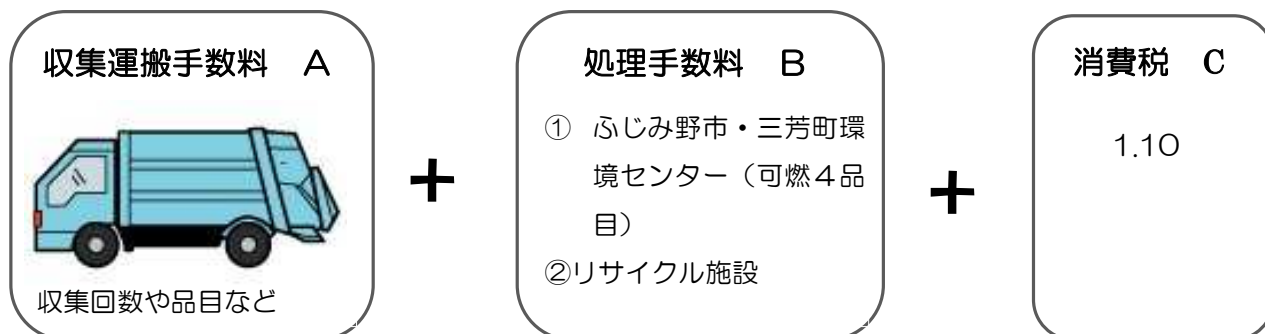 収集運搬手数料　A
収集回数や品目など
+
処理手数料　B
① ふじみ野市・三芳町環
境センター（可燃４品
目）
②リサイクル施設
+
消費税　C
1.10